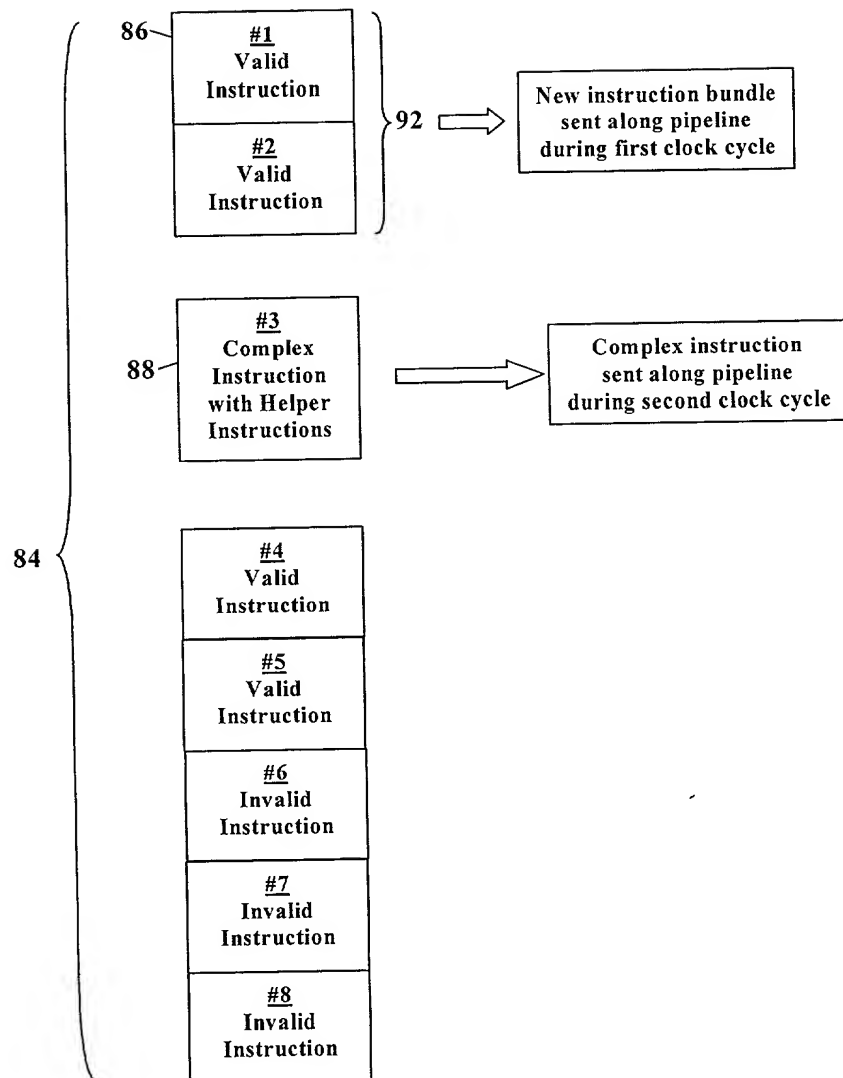 86
#1
Valid
Instruction
#2
Valid
Instruction
92
New instruction bundle
sent along pipeline
during first clock cycle
88
#3
Complex
Instruction
with Helper
Instructions
Complex instruction
sent along pipeline
during second clock cycle
84
#4
Valid
Instruction
#5
Valid
Instruction
#6
Invalid
Instruction
#7
Invalid
Instruction
#8
Invalid
Instruction